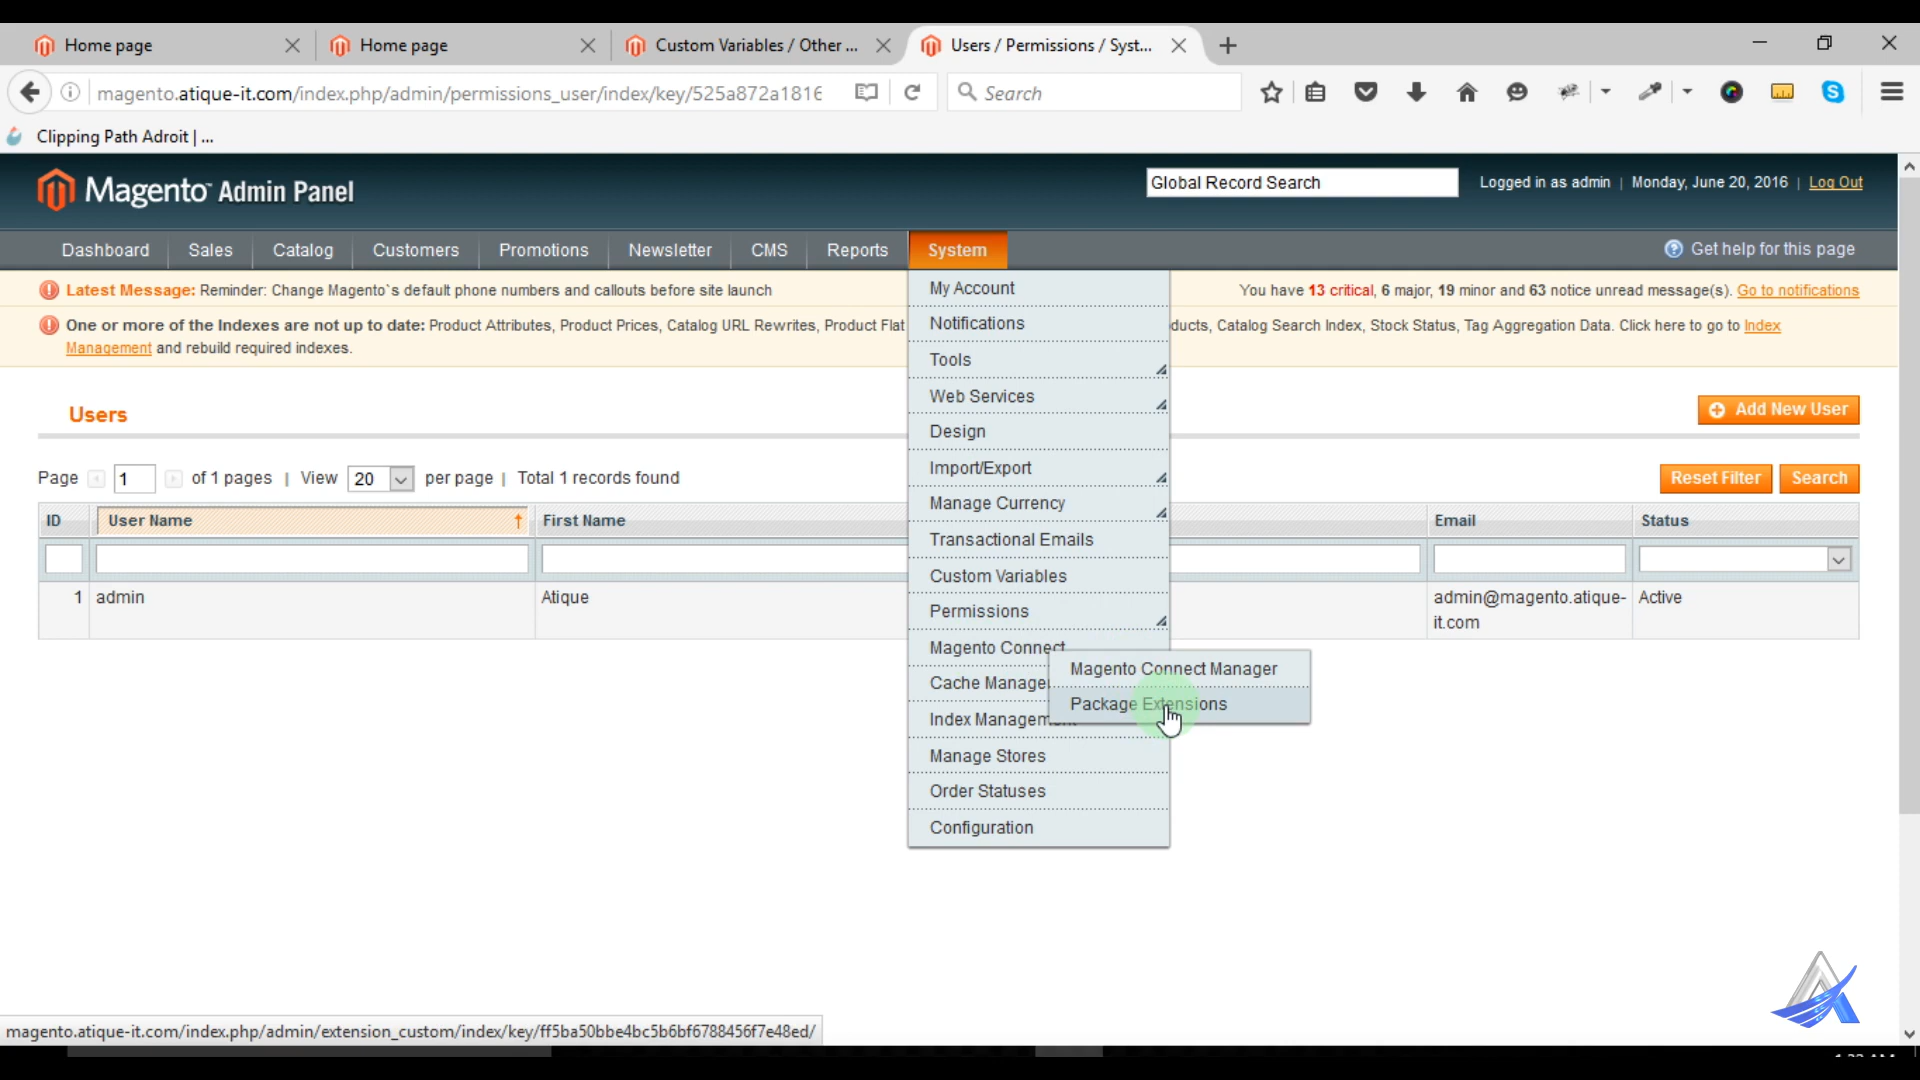 Home page
Home page
Custom Variables / Other ...
Users / Permissions / Syst...
magento.atique-it.com/index.php/admin/permissions_user/index/key/525a872a1816
Search
Clipping Path Adroit | ...
Magento Admin Panel
Global Record Search
Logged in as admin | Monday, June 20, 2016 | Log Out
Dashboard Sales Catalog Customers Promotions Newsletter CMS Reports System
Get help for this page
Latest Message: Reminder: Change Magento`s default phone numbers and callouts before site launch
You have 13 critical, 6 major, 19 minor and 63 notice unread message(s). Go to notifications
One or more of the Indexes are not up to date: Product Attributes, Product Prices, Catalog URL Rewrites, Product Flat
ducts, Catalog Search Index, Stock Status, Tag Aggregation Data. Click here to go to Index
Management and rebuild required indexes.
My Account
Notifications
Tools
Web Services
Design
Import/Export
Manage Currency
Transactional Emails
Custom Variables
Permissions
Magento Connect
Cache Manage
Index Managem
Manage Stores
Order Statuses
Configuration
Magento Connect Manager
Package Extensions
Users
Add New User
Page 1 of 1 pages | View 20 per page | Total 1 records found
Reset Filter Search
ID User Name First Name Email Status
1 admin Atique admin@magento.atique-it.com Active
magento.atique-it.com/index.php/admin/extension_custom/index/key/ff5ba50bbe4bc5b6bf6788456f7e48ed/